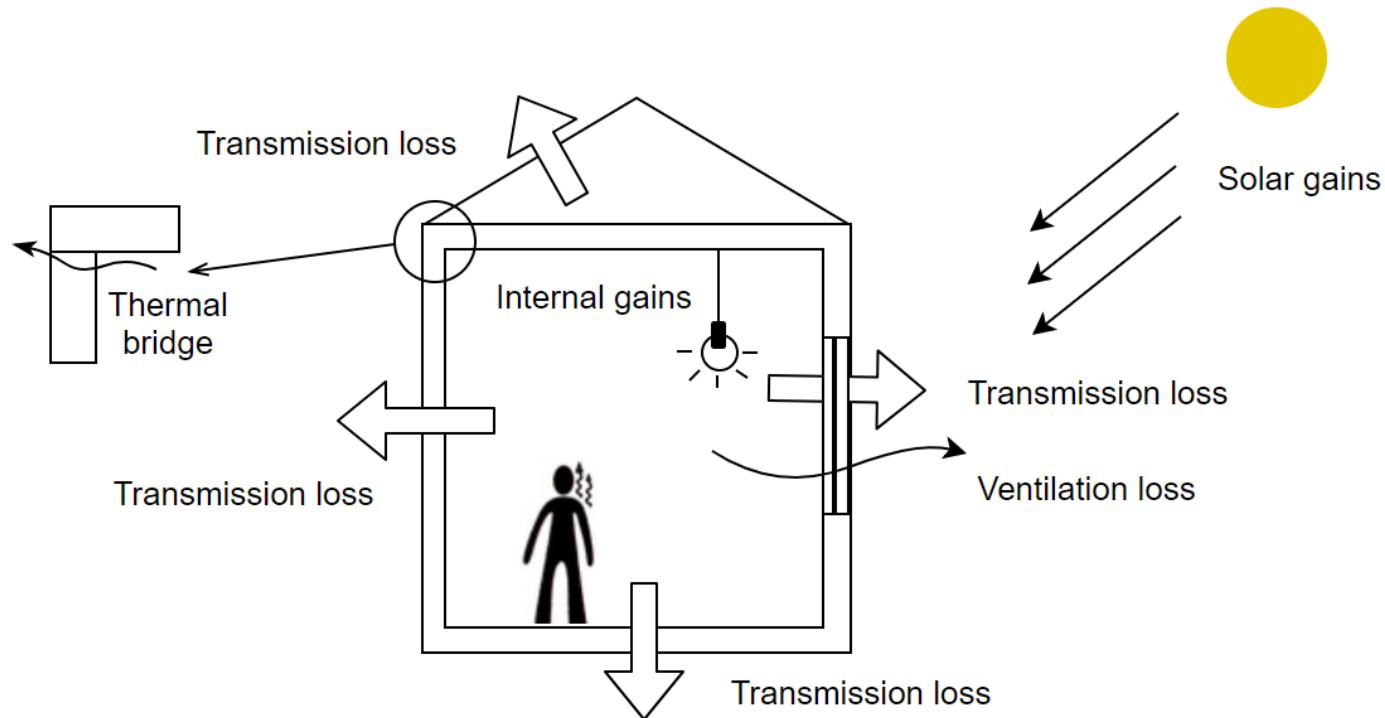 Transmission loss
Solar gains
Internal gains
Thermal
bridge
Transmission loss
Transmission loss
Ventilation loss
Transmission loss